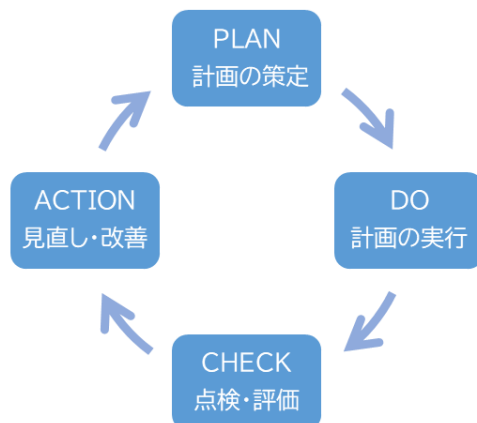 PLAN
計画の策定
DO
計画の実行
CHECK
点検・評価
ACTION
見直し・改善